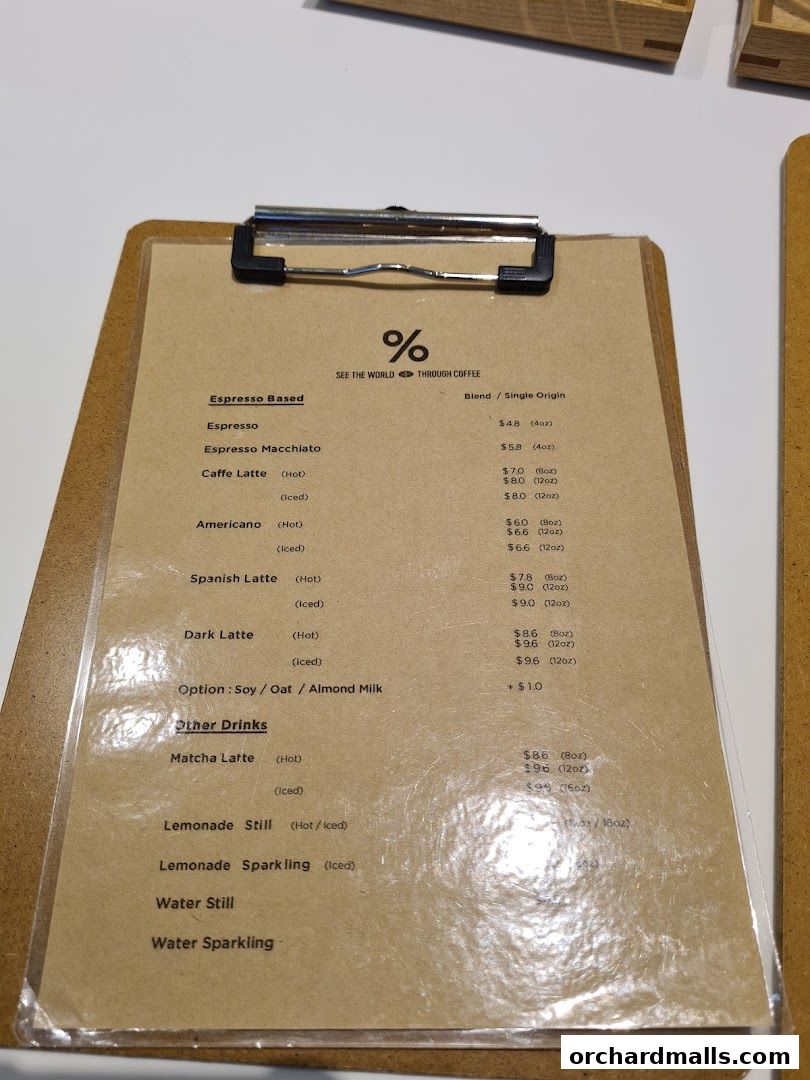 %
SEE THE WORLD THROUGH COFFEE
Espresso Based Blend / Single Origin
Espresso $4.8 (4oz)
Espresso Macchiato $5.8 (4oz)
Caffe Latte (Hot) $7.0 (8oz)
$8.0 (12oz)
(Iced) $8.0 (12oz)
Americano (Hot) $6.0 (8oz)
$6.6 (12oz)
(Iced) $6.6 (12oz)
Spanish Latte (Hot) $7.8 (8oz)
$9.0 (12oz)
(Iced) $9.0 (12oz)
Dark Latte (Hot) $8.6 (8oz)
$9.6 (12oz)
(Iced) $9.6 (12oz)
Option : Soy / Oat / Almond Milk + $1.0
Other Drinks
Matcha Latte (Hot) $8.6 (8oz)
$9.6 (12oz)
(Iced) (16oz)
Lemonade Still (Hot / Iced) / 16oz)
Lemonade Sparkling (Iced)
Water Still
Water Sparkling
orchardmalls.com